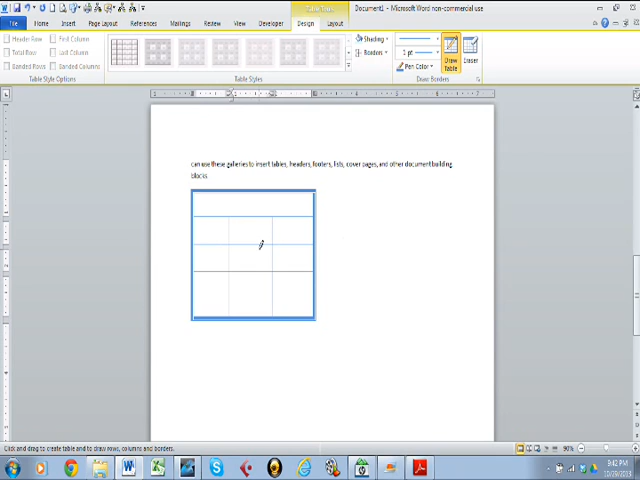 Table Tools
Document1 - Microsoft Word non-commercial use
File
Home
Insert
Page Layout
References
Mailings
Review
View
Developer
Design
Layout
Header Row
First Column
Total Row
Last Column
Banded Rows
Banded Columns
Table Style Options
Table Styles
Shading
Borders
1 pt
Pen Color
Draw Table
Eraser
Draw Borders
can use these galleries to insert tables, headers, footers, lists, cover pages, and other document building
blocks.
Click and drag to create table and to draw rows, columns and borders.
90%
9:42 PM
10/29/2013